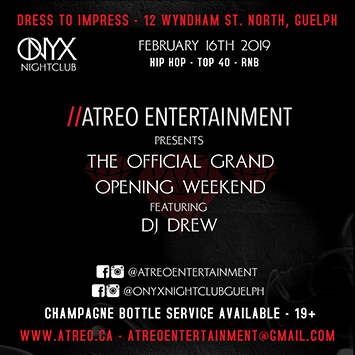 DRESS TO IMPRESS - 12 WYNDHAM ST. NORTH, GUELPH
ONYX
NIGHTCLUB
FEBRUARY 16TH 2019
HIP HOP - TOP 40 - RNB
//ATREO ENTERTAINMENT
PRESENTS
THE OFFICIAL GRAND
OPENING WEEKEND
FEATURING
DJ DREW
@ATREOENTERTAINMENT
@ONYXNIGHTCLUBGUELPH
CHAMPAGNE BOTTLE SERVICE AVAILABLE - 19+
WWW.ATREO.CA - ATREOENTERTAINMENT@GMAIL.COM